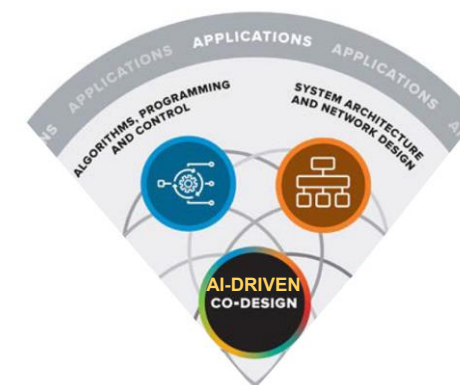 APPLICATIONS
APPLICATIONS
APPLICATIONS
ALGORITHMS, PROGRAMMING
AND CONTROL
SYSTEM ARCHITECTURE
AND NETWORK DESIGN
AI-DRIVEN
CO-DESIGN